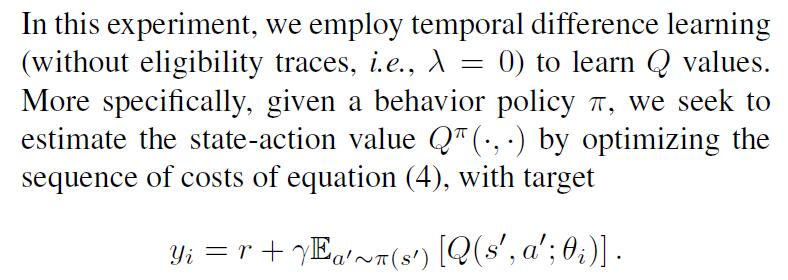 In this experiment, we employ temporal difference learning
(without eligibility traces, i.e., λ = 0) to learn Q values.
More specifically, given a behavior policy π, we seek to
estimate the state-action value Q^π(·, ·) by optimizing the
sequence of costs of equation (4), with target
y_i = r + γ𝔼_{a′∼π(s′)} [Q(s′, a′; θ_i)] .